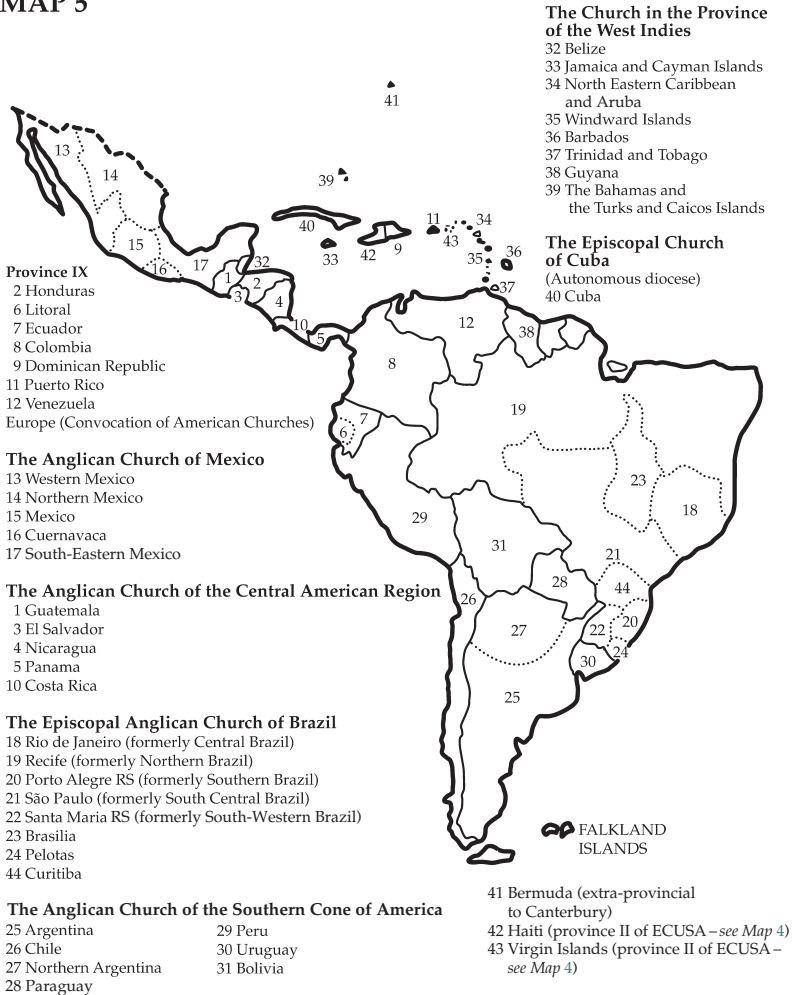 MAP 5
The Church in the Province
of the West Indies
32 Belize
33 Jamaica and Cayman Islands
34 North Eastern Caribbean
and Aruba
35 Windward Islands
36 Barbados
37 Trinidad and Tobago
38 Guyana
39 The Bahamas and
the Turks and Caicos Islands
The Episcopal Church
of Cuba
(Autonomous diocese)
40 Cuba
Province IX
2 Honduras
6 Litoral
7 Ecuador
8 Colombia
9 Dominican Republic
11 Puerto Rico
12 Venezuela
Europe (Convocation of American Churches)
The Anglican Church of Mexico
13 Western Mexico
14 Northern Mexico
15 Mexico
16 Cuernavaca
17 South-Eastern Mexico
The Anglican Church of the Central American Region
1 Guatemala
3 El Salvador
4 Nicaragua
5 Panama
10 Costa Rica
The Episcopal Anglican Church of Brazil
18 Rio de Janeiro (formerly Central Brazil)
19 Recife (formerly Northern Brazil)
20 Porto Alegre RS (formerly Southern Brazil)
21 São Paulo (formerly South Central Brazil)
22 Santa Maria RS (formerly South-Western Brazil)
23 Brasilia
24 Pelotas
44 Curitiba
The Anglican Church of the Southern Cone of America
25 Argentina
26 Chile
27 Northern Argentina
28 Paraguay
29 Peru
30 Uruguay
31 Bolivia
41 Bermuda (extra-provincial
to Canterbury)
42 Haiti (province II of ECUSA – see Map 4)
43 Virgin Islands (province II of ECUSA –
see Map 4)
41
13
14
39
15
40
11
34
43
33
42
9
36
35
16
17
32
1
2
3
4
37
10
5
12
38
8
19
7
6
23
18
29
31
21
28
44
26
27
22
20
24
30
25
FALKLAND
ISLANDS